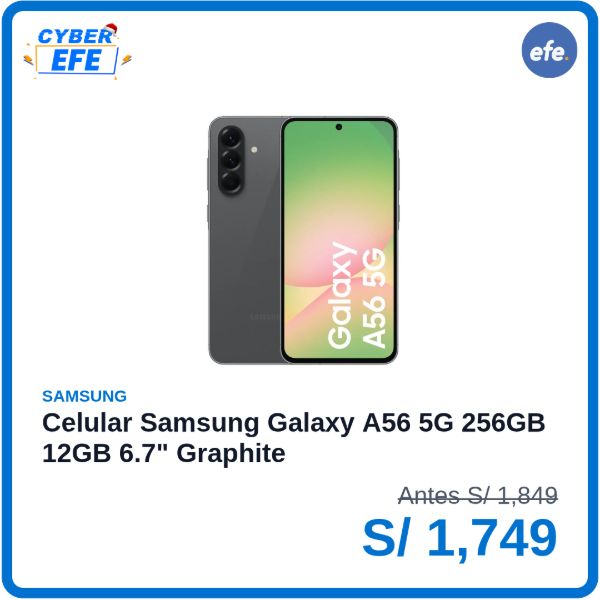 CYBER
EFE
efe.
Galaxy
A56 5G
SAMSUNG
SAMSUNG
Celular Samsung Galaxy A56 5G 256GB
12GB 6.7" Graphite
Antes S/ 1,849
S/ 1,749